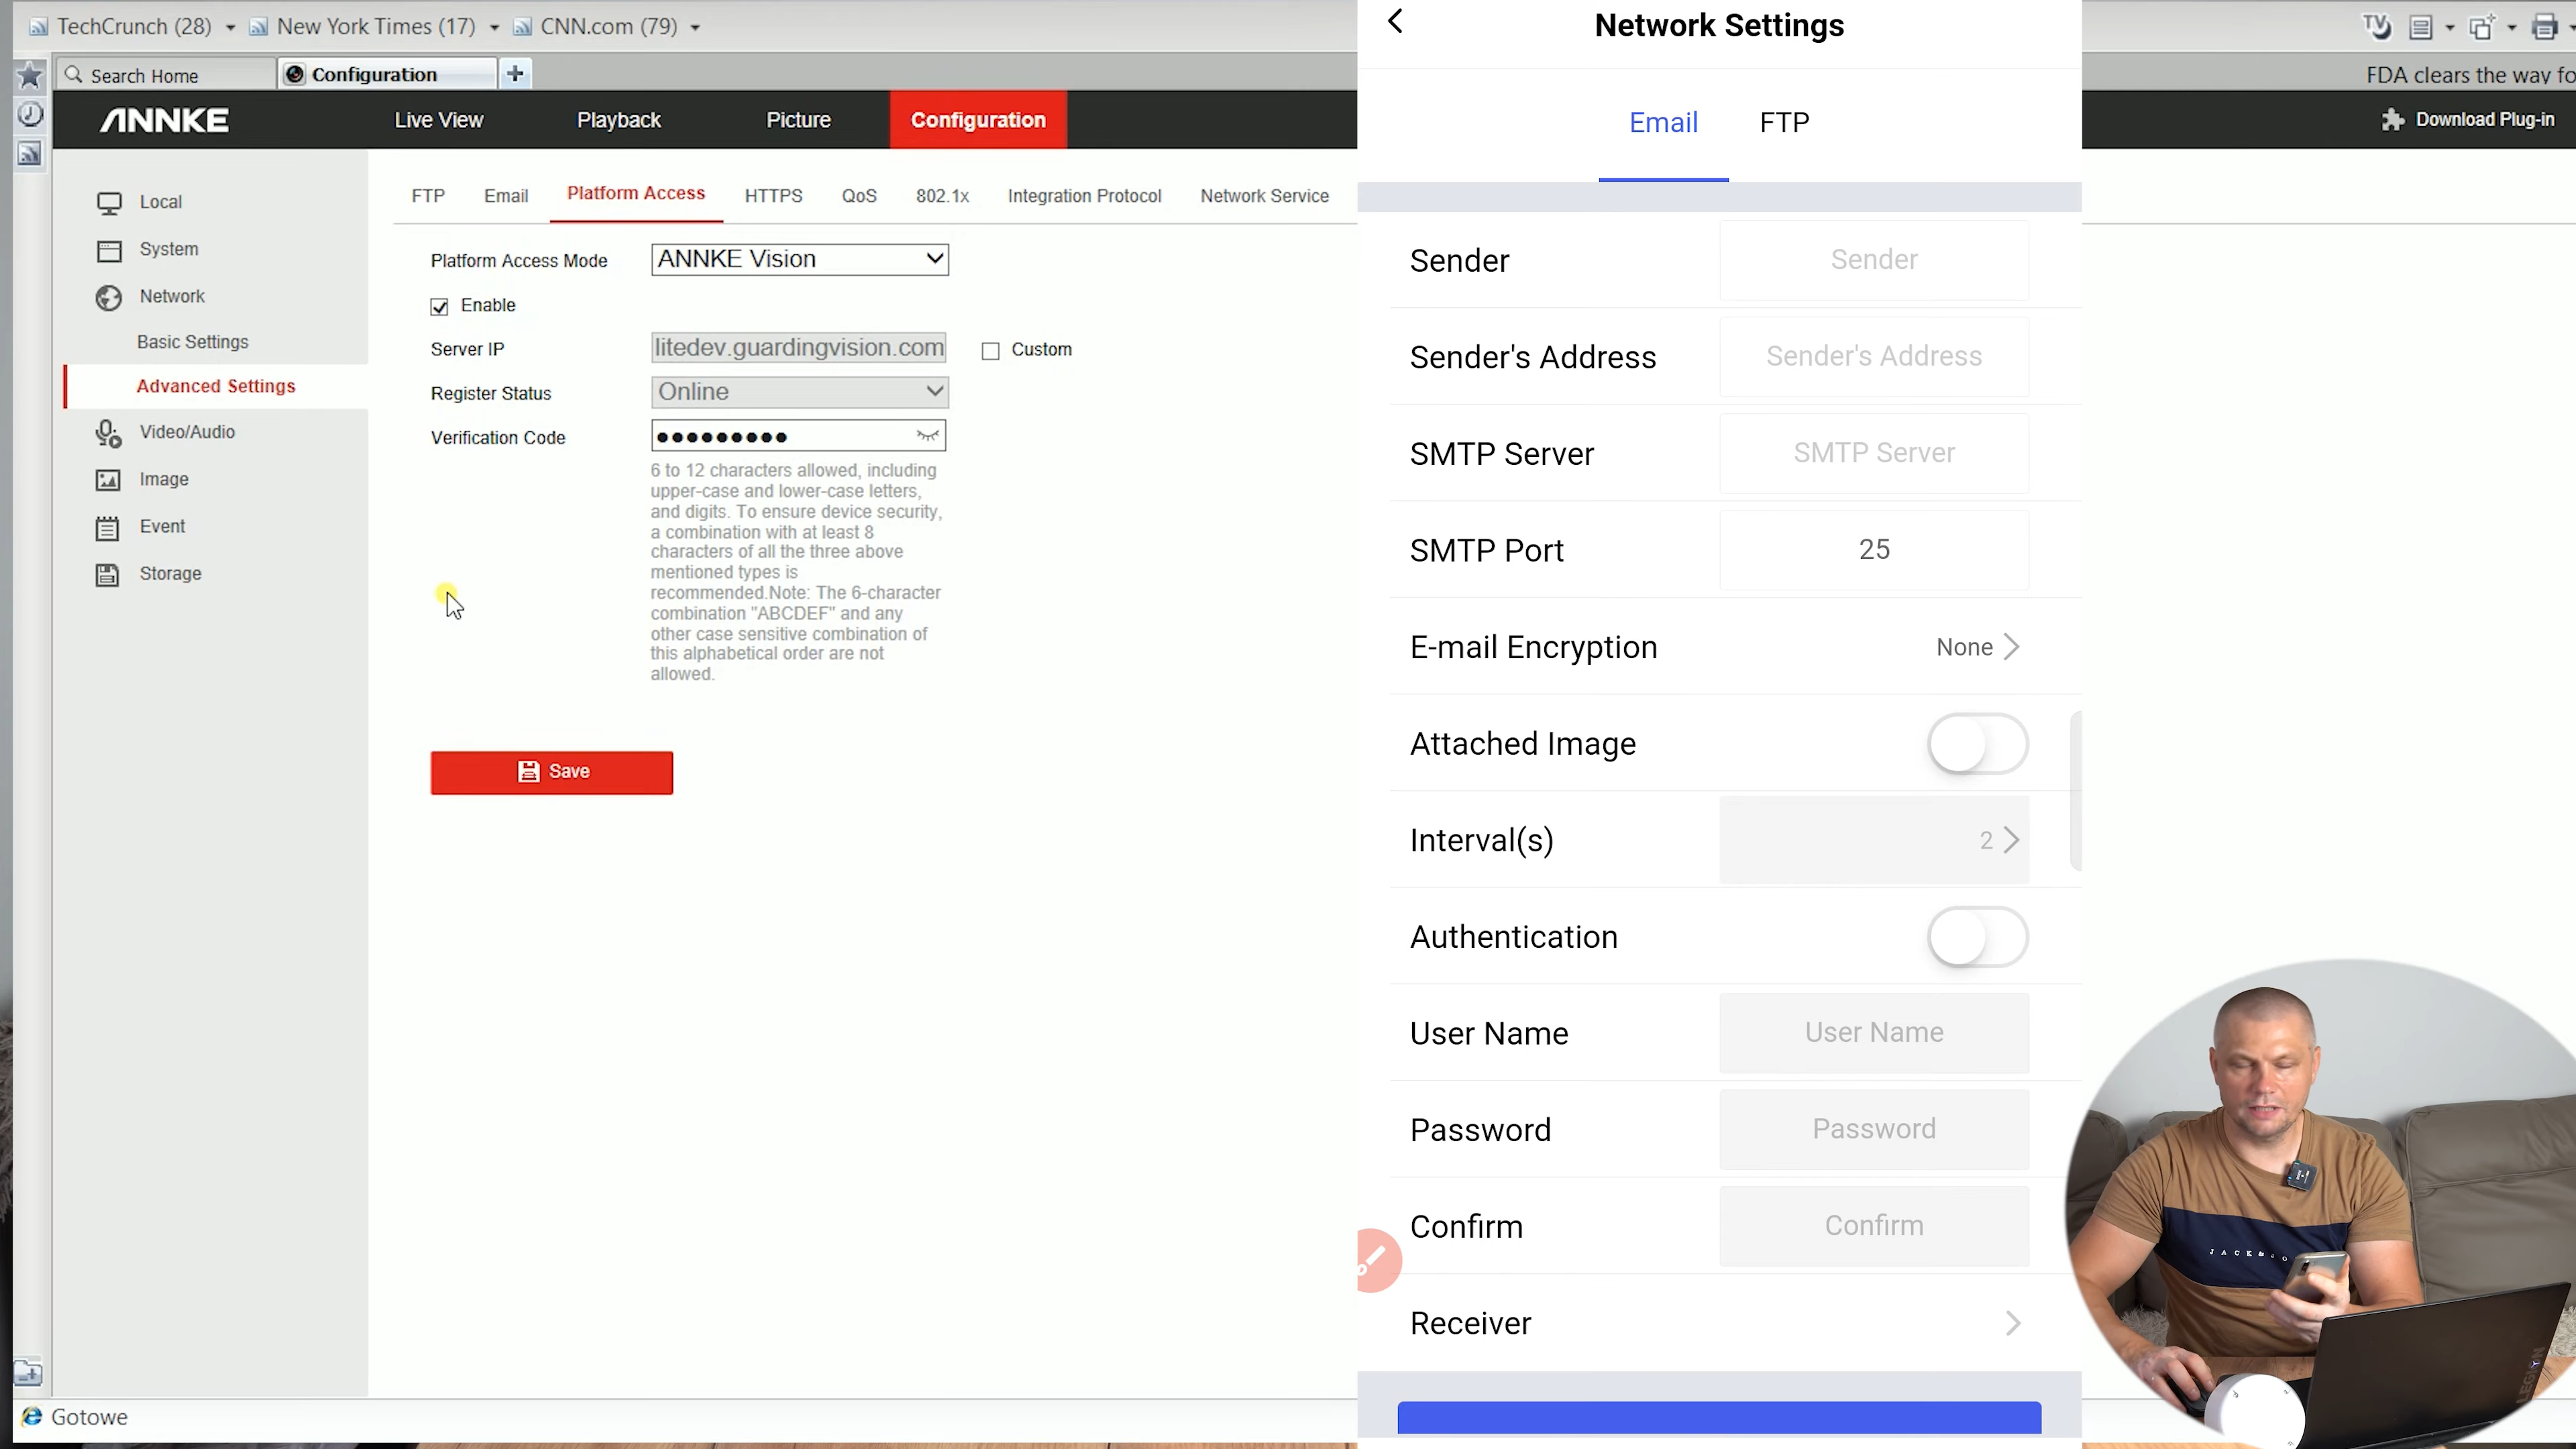 TechCrunch (28)
New York Times (17)
CNN.com (79)
Search Home
Configuration
FDA clears the way fo
ANNKE
Live View
Playback
Picture
Configuration
Download Plug-in
Local
System
Network
Basic Settings
Advanced Settings
Video/Audio
Image
Event
Storage
FTP
Email
Platform Access
HTTPS
QoS
802.1x
Integration Protocol
Network Service
Platform Access Mode
ANNKE Vision
Enable
Server IP
litedev.guardingvision.com
Custom
Register Status
Online
Verification Code
6 to 12 characters allowed, including
upper-case and lower-case letters,
and digits. To ensure device security,
a combination with at least 8
characters of all the three above
mentioned types is
recommended.Note: The 6-character
combination "ABCDEF" and any
other case sensitive combination of
this alphabetical order are not
allowed.
Save
Gotowe
Network Settings
Email
FTP
Sender
Sender
Sender's Address
Sender's Address
SMTP Server
SMTP Server
SMTP Port
25
E-mail Encryption
None
Attached Image
Interval(s)
2
Authentication
User Name
User Name
Password
Password
Confirm
Confirm
Receiver
LEGION